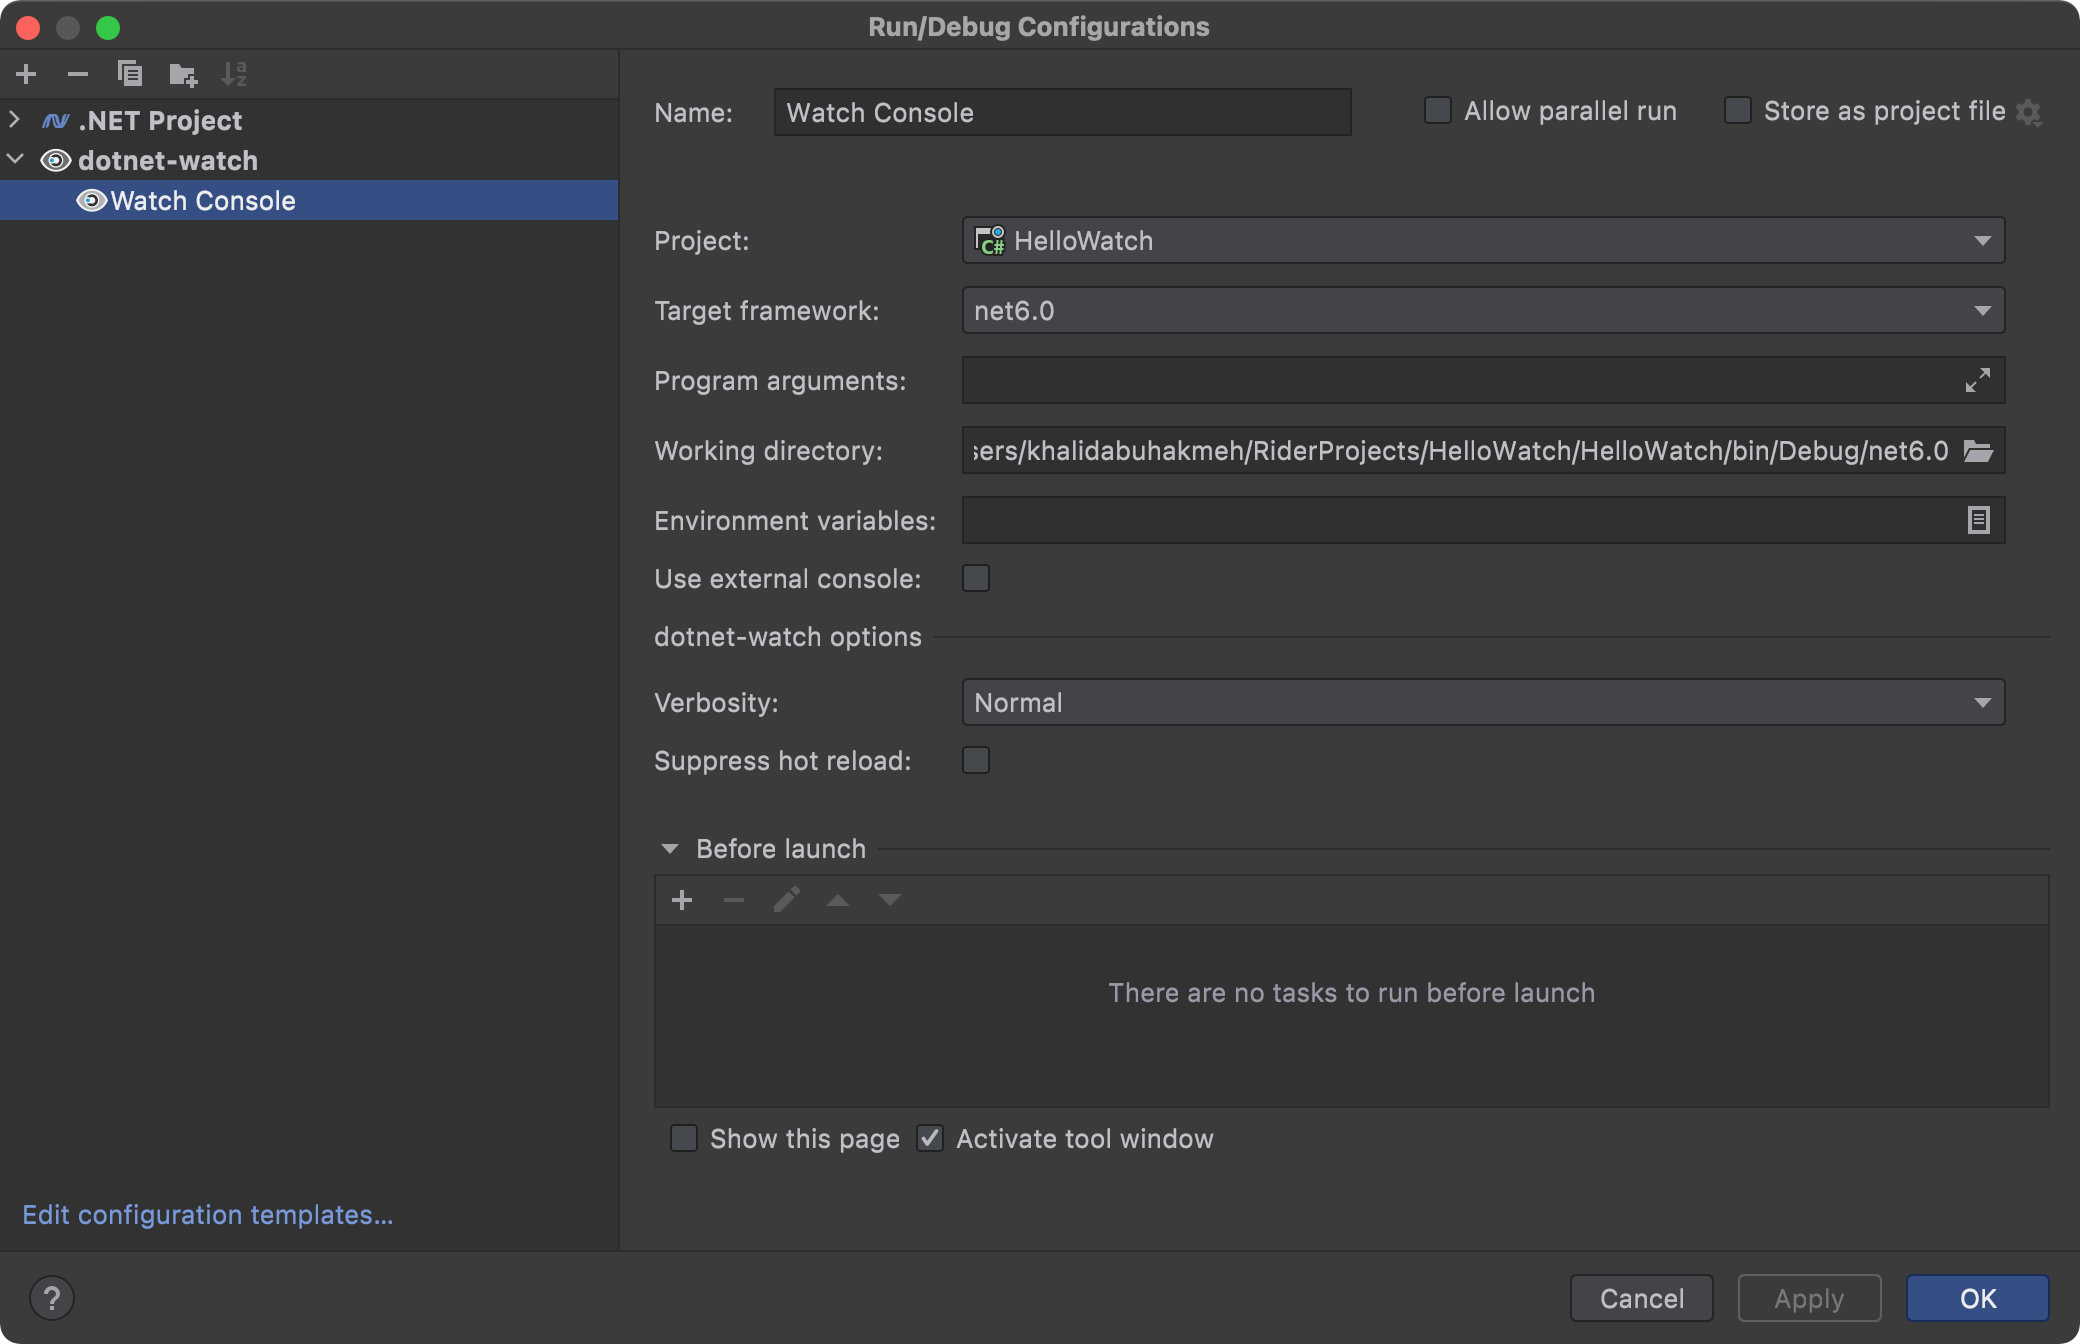 Run/Debug Configurations
.NET Project
dotnet-watch
Watch Console
Name: Watch Console Allow parallel run Store as project file
Project: C# HelloWatch
Target framework: net6.0
Program arguments:
Working directory: sers/khalidabuhakmeh/RiderProjects/HelloWatch/HelloWatch/bin/Debug/net6.0
Environment variables:
Use external console:
dotnet-watch options
Verbosity: Normal
Suppress hot reload:
Before launch
There are no tasks to run before launch
Show this page Activate tool window
Edit configuration templates...
? Cancel Apply OK